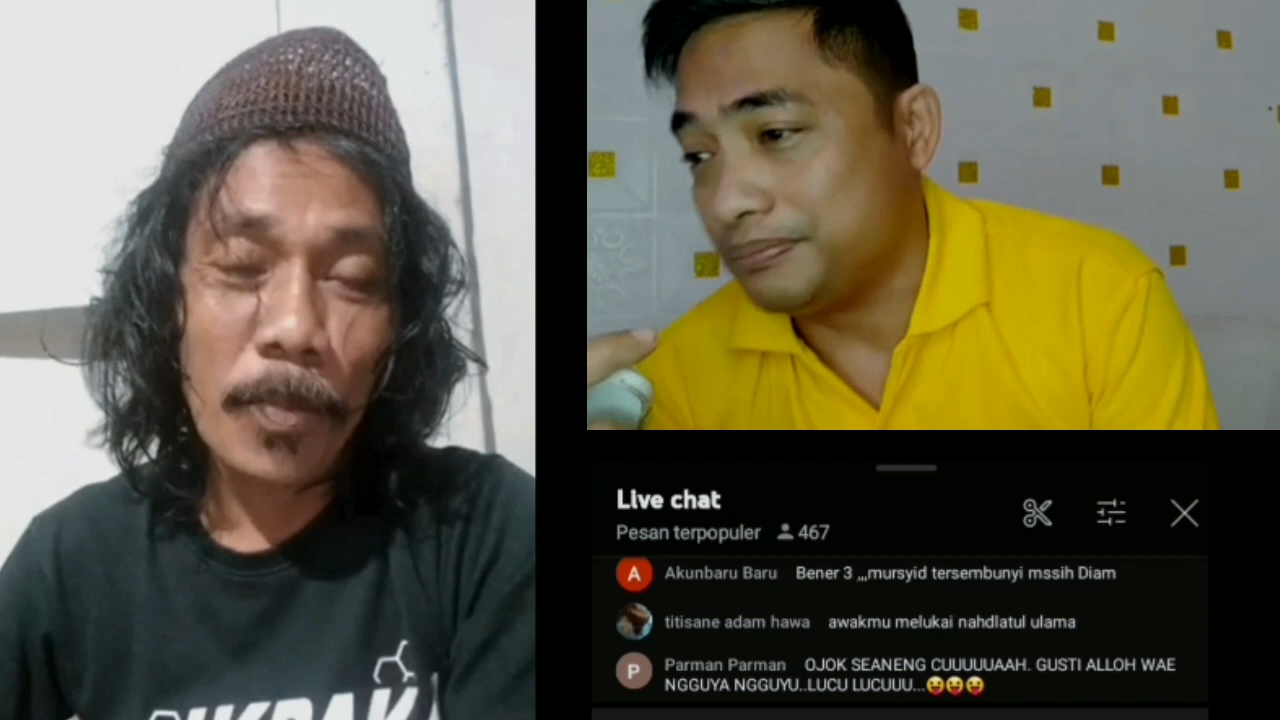 Live chat
Pesan terpopuler 467
A Akunbaru Baru Bener 3 ,,,mursyid tersembunyi mssih Diam
titisane adam hawa awakmu melukai nahdlatul ulama
P Parman Parman OJOK SEANENG CUUUUUAAH. GUSTI ALLOH WAE
NGGUYA NGGUYU..LUCU LUCUUU...😝😝😝